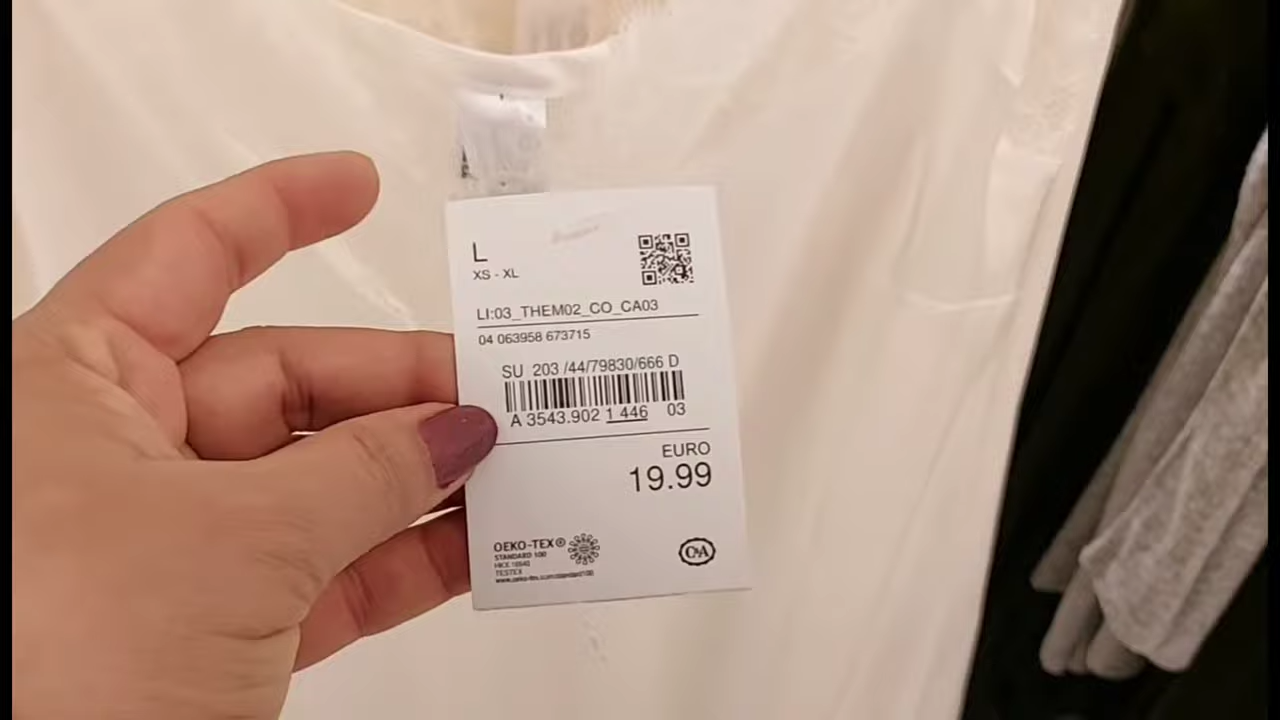 L
XS - XL
LI:03_THEM02_CO_CA03
04 063958 673715
SU 203 /44/79830/666 D
A 3543.902 1 446 03
EURO
19.99
OEKO-TEX®
STANDARD 100
TESTEX
C&A